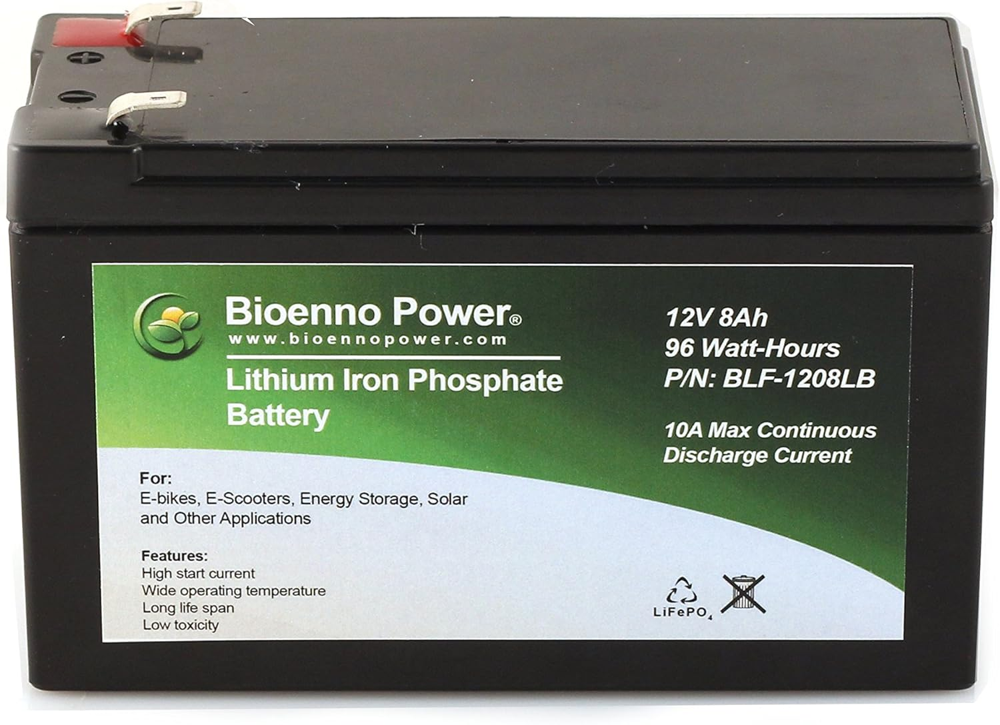 Bioenno Power®
www.bioennopower.com
Lithium Iron Phosphate
Battery
12V 8Ah
96 Watt-Hours
P/N: BLF-1208LB
10A Max Continuous
Discharge Current
For:
E-bikes, E-Scooters, Energy Storage, Solar
and Other Applications
Features:
High start current
Wide operating temperature
Long life span
Low toxicity
LiFePO₄